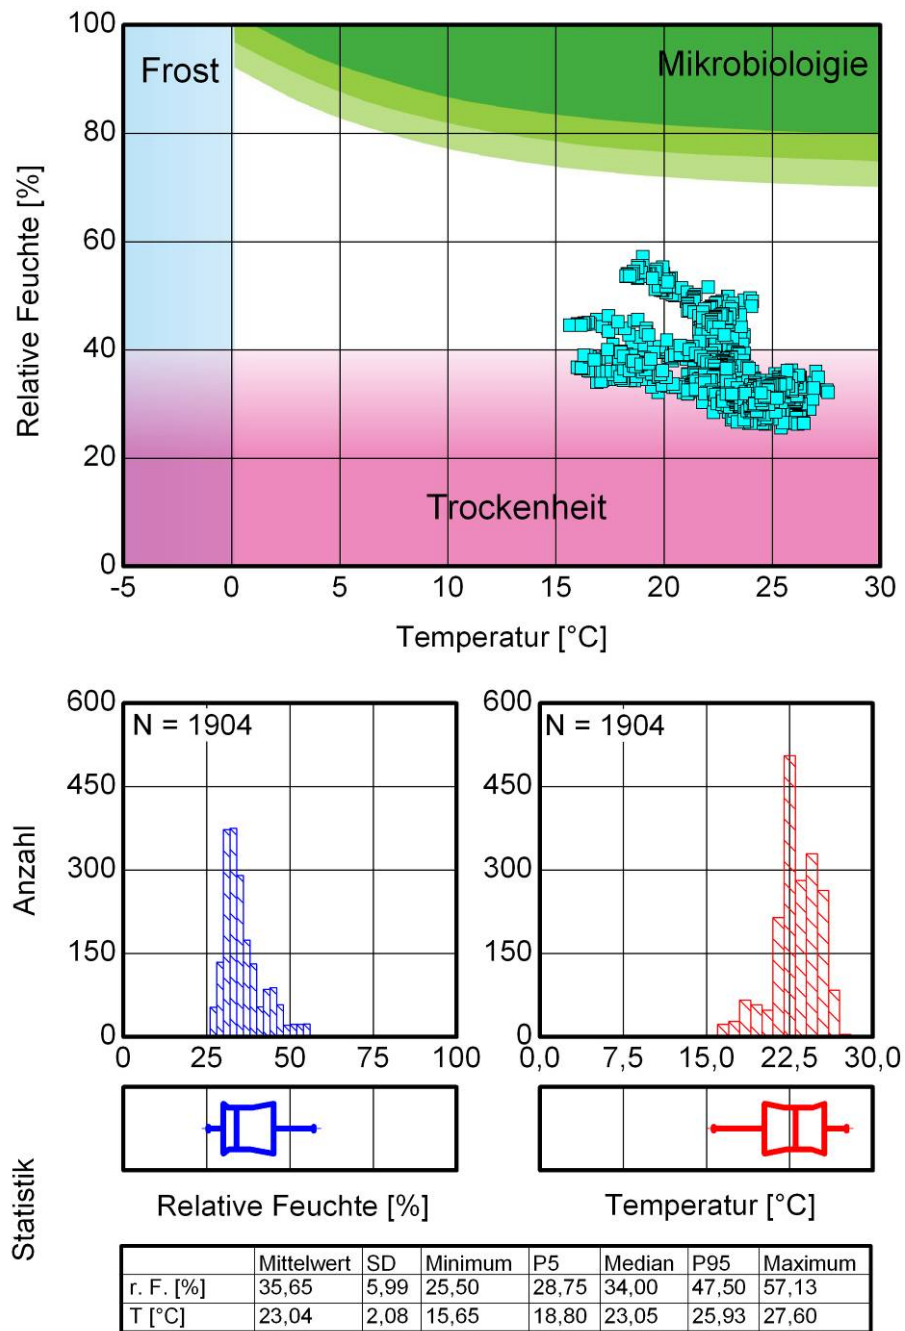 100
Frost
Mikrobioloigie
80
60
40
20
Trockenheit
0
Relative Feuchte [%]
-5 0 5 10 15 20 25 30
Temperatur [°C]
600 N = 1904
450
300
150
0
0 25 50 75 100
Anzahl
600 N = 1904
450
300
150
0
0,0 7,5 15,0 22,5 30,0
Statistik
Relative Feuchte [%] Temperatur [°C]
Mittelwert SD Minimum P5 Median P95 Maximum
r. F. [%] 35,65 5,99 25,50 28,75 34,00 47,50 57,13
T [°C] 23,04 2,08 15,65 18,80 23,05 25,93 27,60